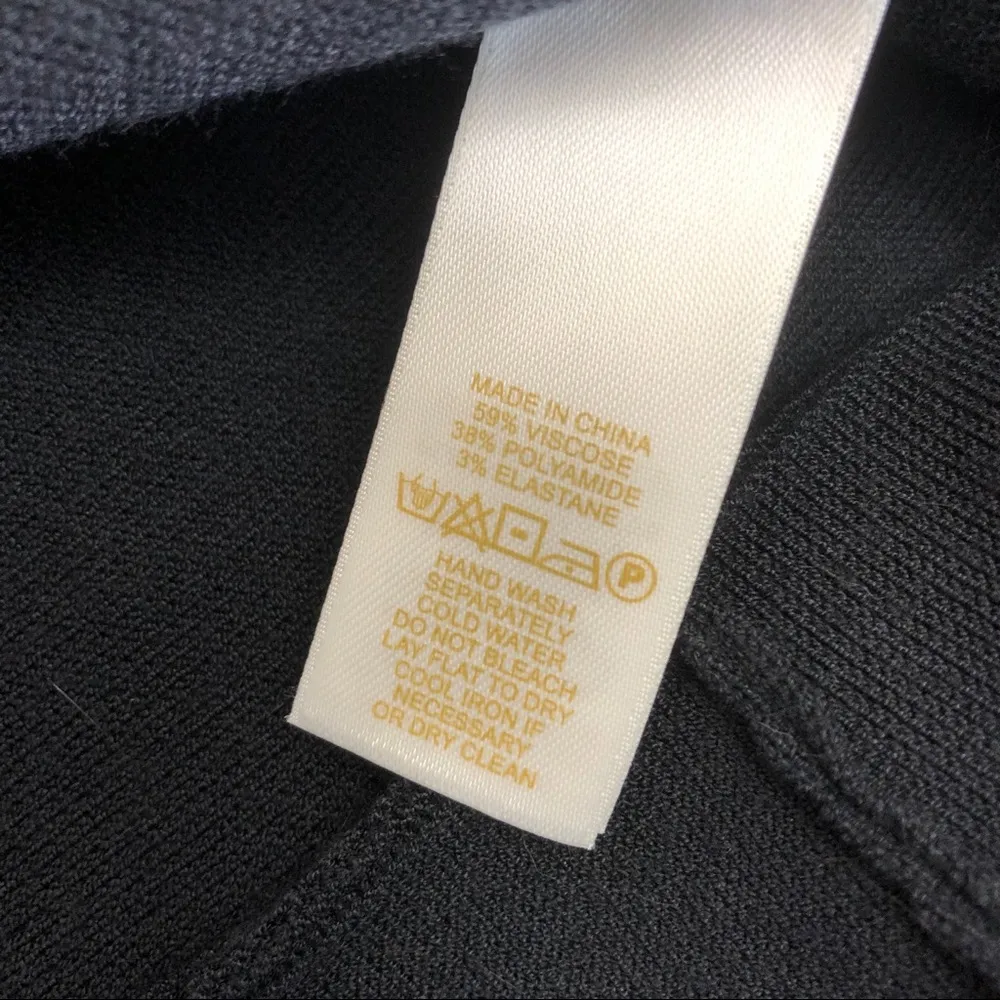 MADE IN CHINA
59% VISCOSE
38% POLYAMIDE
3% ELASTANE
P
HAND WASH
SEPARATELY
COLD WATER
DO NOT BLEACH
LAY FLAT TO DRY
COOL IRON IF
NECESSARY
OR DRY CLEAN